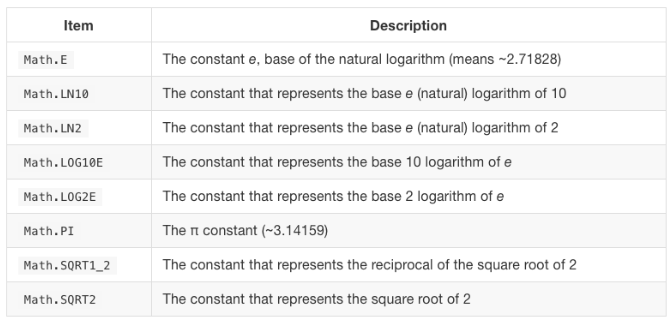 Item Description
Math.E The constant e, base of the natural logarithm (means ~2.71828)
Math.LN10 The constant that represents the base e (natural) logarithm of 10
Math.LN2 The constant that represents the base e (natural) logarithm of 2
Math.LOG10E The constant that represents the base 10 logarithm of e
Math.LOG2E The constant that represents the base 2 logarithm of e
Math.PI The π constant (~3.14159)
Math.SQRT1_2 The constant that represents the reciprocal of the square root of 2
Math.SQRT2 The constant that represents the square root of 2